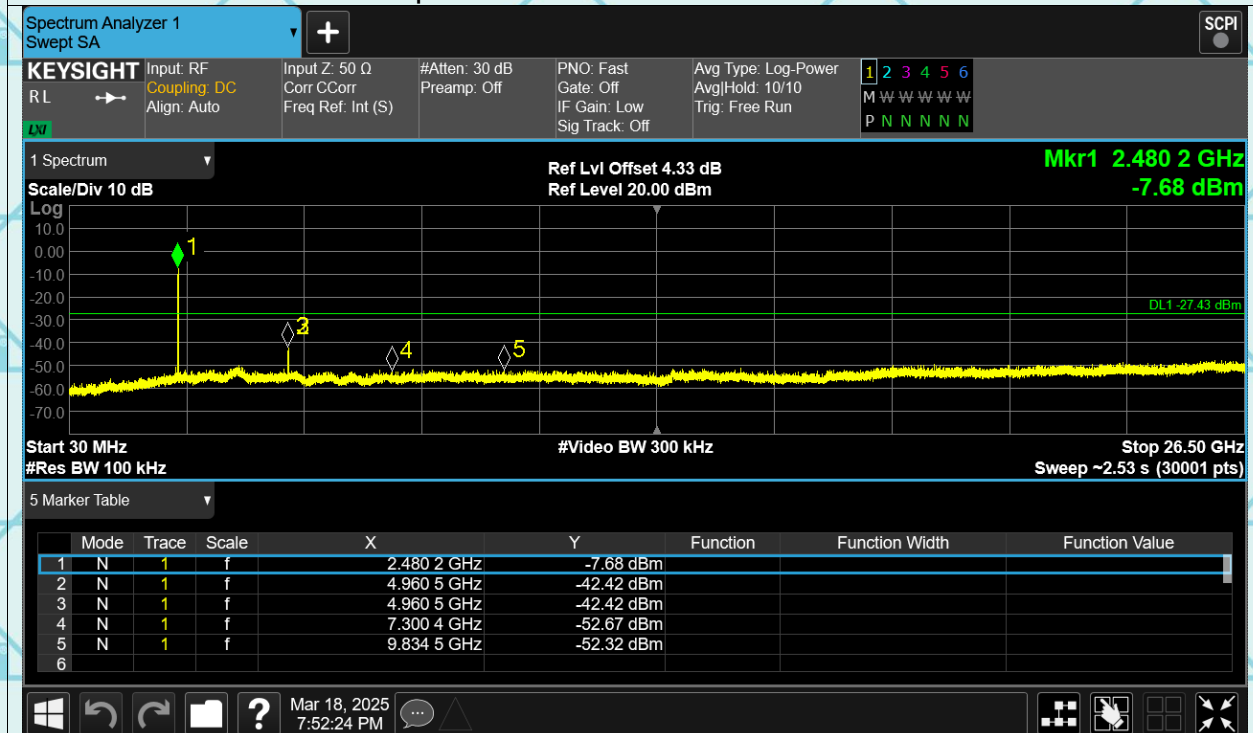 Spectrum Analyzer 1
Swept SA
+
SCPI
KEYSIGHT
RL
LXI
Input: RF
Coupling: DC
Align: Auto
Input Z: 50 Ω
Corr CCorr
Freq Ref: Int (S)
#Atten: 30 dB
Preamp: Off
PNO: Fast
Gate: Off
IF Gain: Low
Sig Track: Off
Avg Type: Log-Power
Avg|Hold: 10/10
Trig: Free Run
1 2 3 4 5 6
M W W W W W
P N N N N N
1 Spectrum
Scale/Div 10 dB
Ref Lvl Offset 4.33 dB
Ref Level 20.00 dBm
Mkr1 2.480 2 GHz
-7.68 dBm
Log
10.0
0.00
-10.0
-20.0
-30.0
-40.0
-50.0
-60.0
-70.0
1
3
4
5
DL1 -27.43 dBm
Start 30 MHz
#Video BW 300 kHz
Stop 26.50 GHz
#Res BW 100 kHz
Sweep ~2.53 s (30001 pts)
5 Marker Table
Mode Trace Scale X Y Function Function Width Function Value
1 N 1 f 2.480 2 GHz -7.68 dBm
2 N 1 f 4.960 5 GHz -42.42 dBm
3 N 1 f 4.960 5 GHz -42.42 dBm
4 N 1 f 7.300 4 GHz -52.67 dBm
5 N 1 f 9.834 5 GHz -52.32 dBm
6
?
Mar 18, 2025
7:52:24 PM